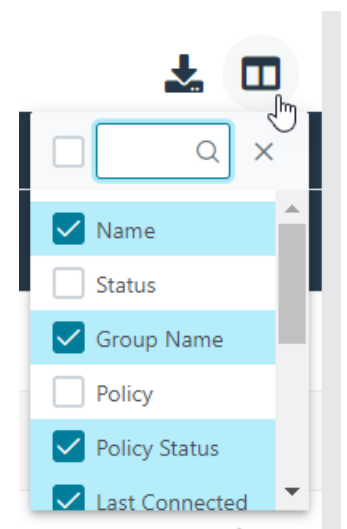 Name
Status
Group Name
Policy
Policy Status
Last Connected